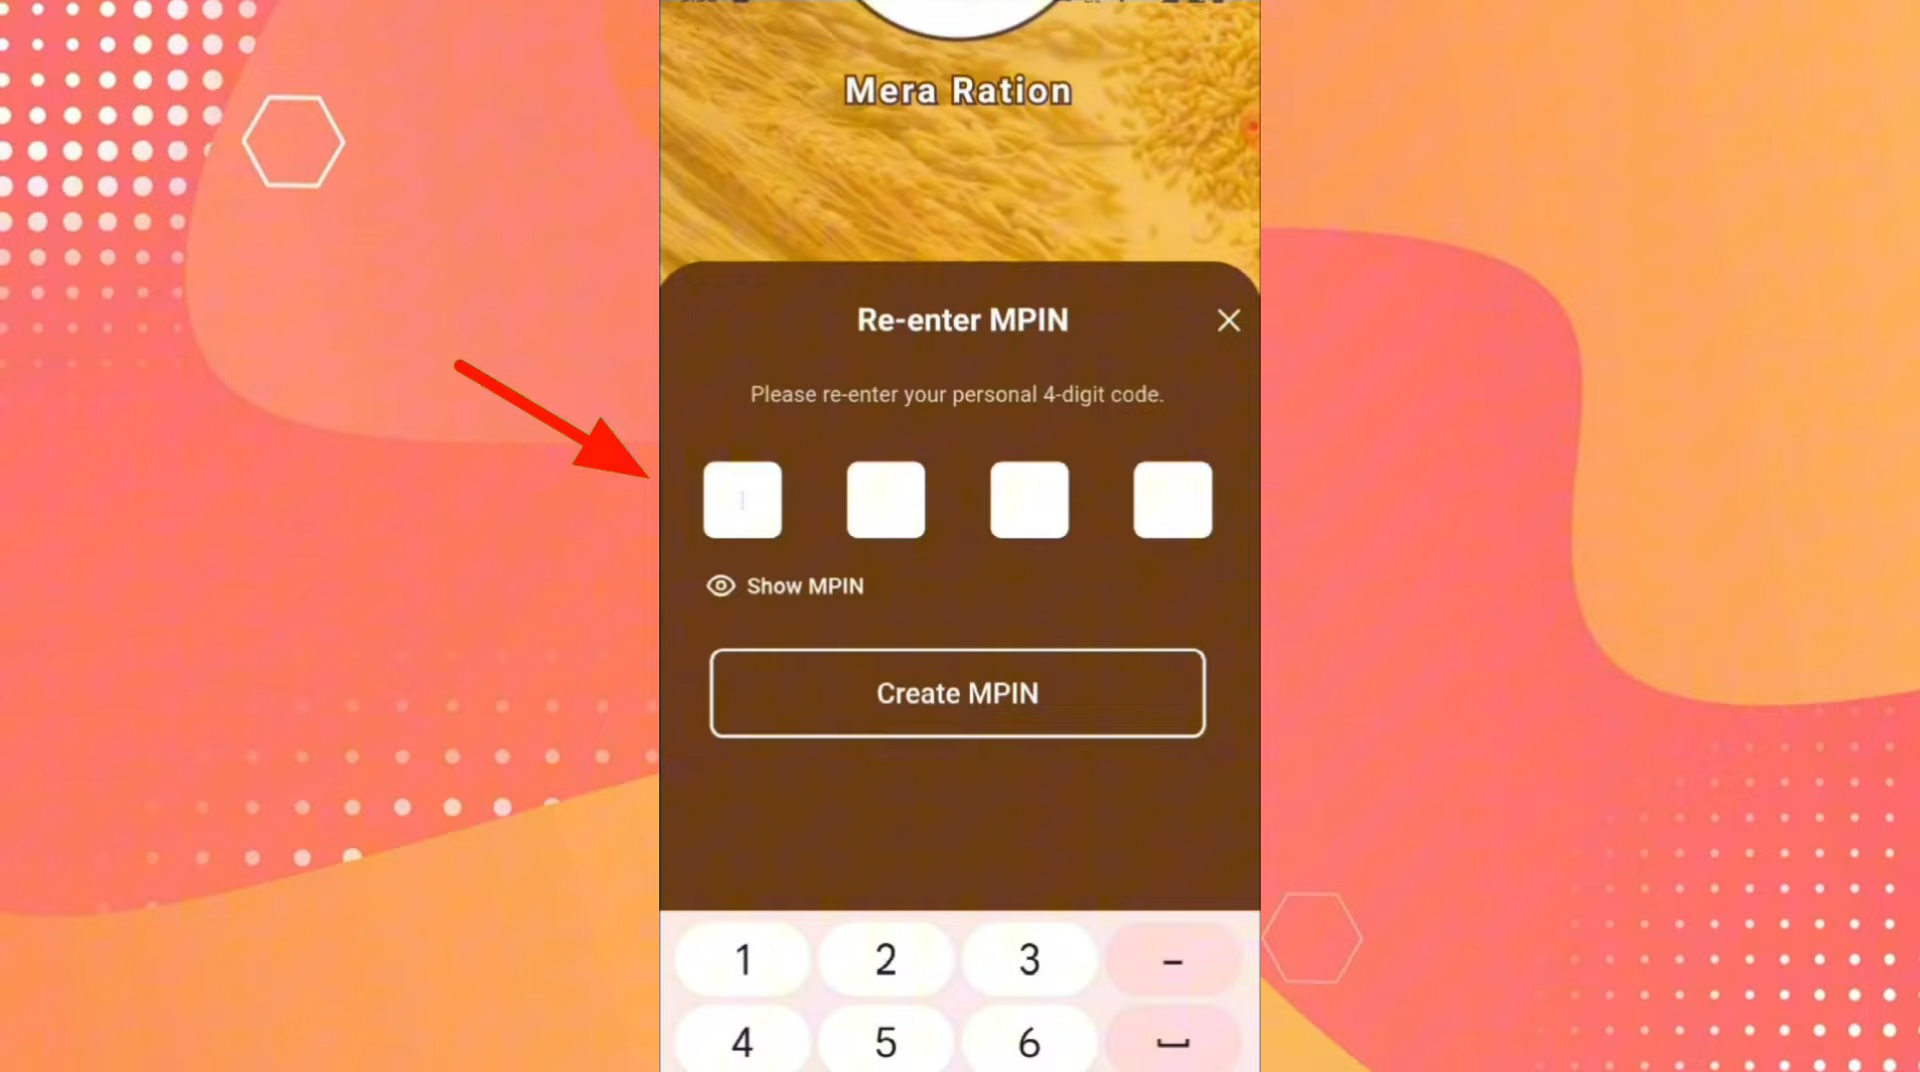 Mera Ration
Re-enter MPIN
Please re-enter your personal 4-digit code.
Show MPIN
Create MPIN
1 2 3 -
4 5 6